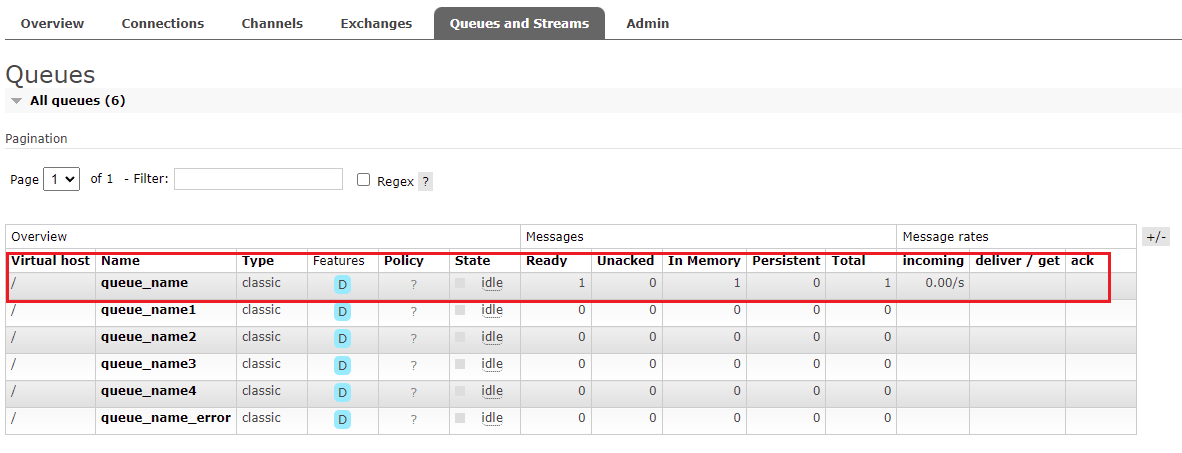 Overview Connections Channels Exchanges Queues and Streams Admin
Queues
All queues (6)
Pagination
Page 1 of 1 - Filter: Regex ?
Overview Messages Message rates +/-
Virtual host Name Type Features Policy State Ready Unacked In Memory Persistent Total incoming deliver / get ack
/ queue_name classic D ? idle 1 0 1 0 1 0.00/s
/ queue_name1 classic D ? idle 0 0 0 0 0
/ queue_name2 classic D ? idle 0 0 0 0 0
/ queue_name3 classic D ? idle 0 0 0 0 0
/ queue_name4 classic D ? idle 0 0 0 0 0
/ queue_name_error classic D ? idle 0 0 0 0 0